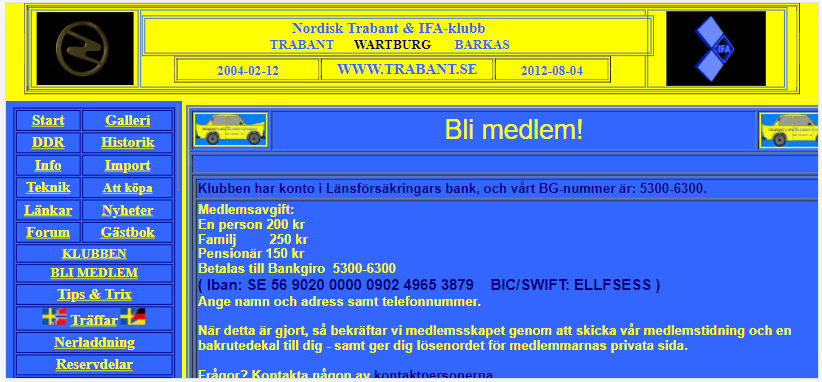 Nordisk Trabant & IFA-klubb
TRABANT WARTBURG BARKAS
2004-02-12 WWW.TRABANT.SE 2012-08-04
IFA
Start Galleri
DDR Historik
Info Import
Teknik Att köpa
Länkar Nyheter
Forum Gästbok
KLUBBEN
BLI MEDLEM
Tips & Trix
Träffar
Nerladdning
Reservdelar
Bli medlem!
Klubben har konto i Länsförsäkringars bank, och vårt BG-nummer är: 5300-6300.
Medlemsavgift:
En person 200 kr
Familj 250 kr
Pensionär 150 kr
Betalas till Bankgiro 5300-6300
( Iban: SE 56 9020 0000 0902 4965 3879 BIC/SWIFT: ELLFSESS )
Ange namn och adress samt telefonnummer.
När detta är gjort, så bekräftar vi medlemsskapet genom att skicka vår medlemstidning och en
bakrutedekal till dig - samt ger dig lösenordet för medlemmarnas privata sida.
Frågor? Kontakta någon av kontaktpersonerna